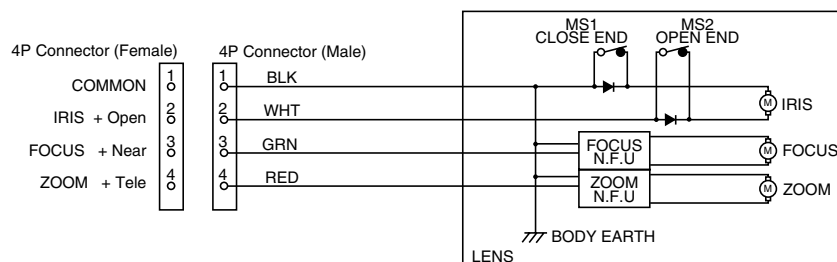 MS1
CLOSE END
MS2
OPEN END
4P Connector (Female)
4P Connector (Male)
COMMON
1
1
BLK
IRIS + Open
2
2
WHT
M
IRIS
FOCUS + Near
3
3
GRN
FOCUS
N.F.U
M
FOCUS
ZOOM + Tele
4
4
RED
ZOOM
N.F.U
M
ZOOM
BODY EARTH
LENS